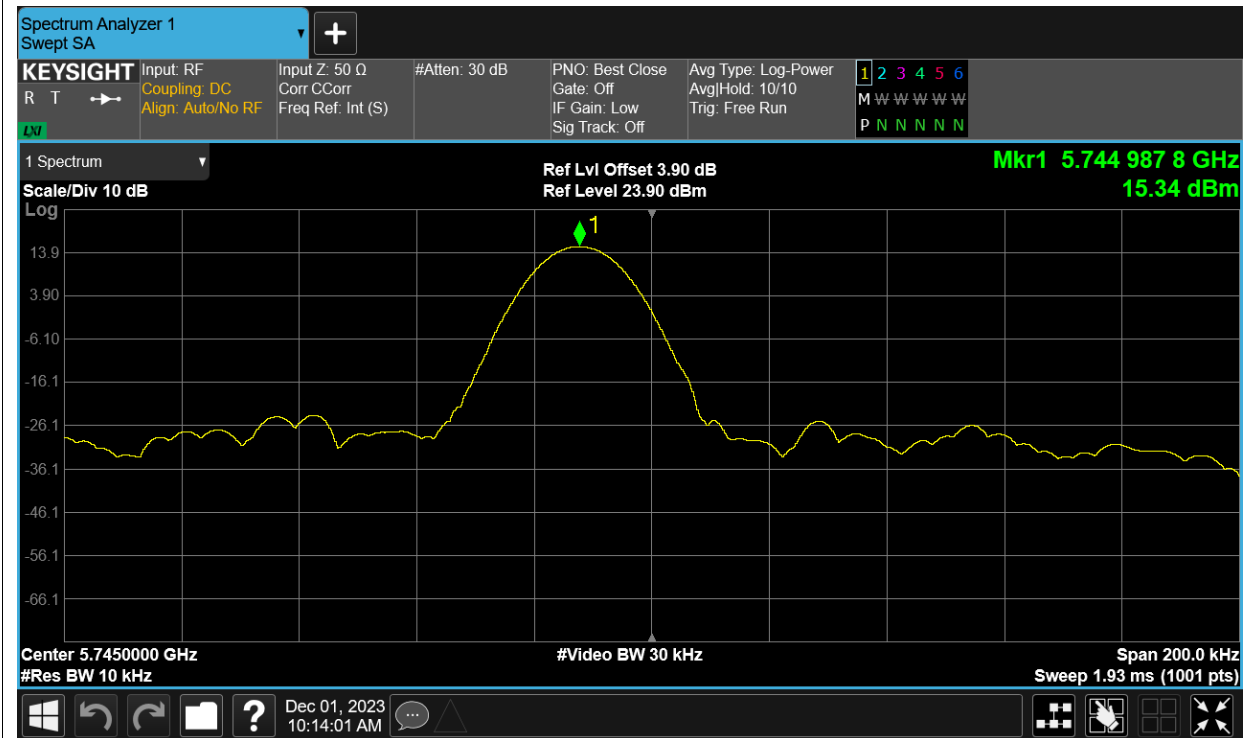 Spectrum Analyzer 1
Swept SA
KEYSIGHT
R T
LXI
Input: RF
Coupling: DC
Align: Auto/No RF
Input Z: 50 Ω
Corr CCorr
Freq Ref: Int (S)
#Atten: 30 dB
PNO: Best Close
Gate: Off
IF Gain: Low
Sig Track: Off
Avg Type: Log-Power
Avg|Hold: 10/10
Trig: Free Run
1 2 3 4 5 6
M W W W W W
P N N N N N
1 Spectrum
Scale/Div 10 dB
Ref Lvl Offset 3.90 dB
Ref Level 23.90 dBm
Mkr1 5.744 987 8 GHz
15.34 dBm
Log
1
13.9
3.90
-6.10
-16.1
-26.1
-36.1
-46.1
-56.1
-66.1
Center 5.7450000 GHz
#Video BW 30 kHz
Span 200.0 kHz
#Res BW 10 kHz
Sweep 1.93 ms (1001 pts)
?
Dec 01, 2023
10:14:01 AM